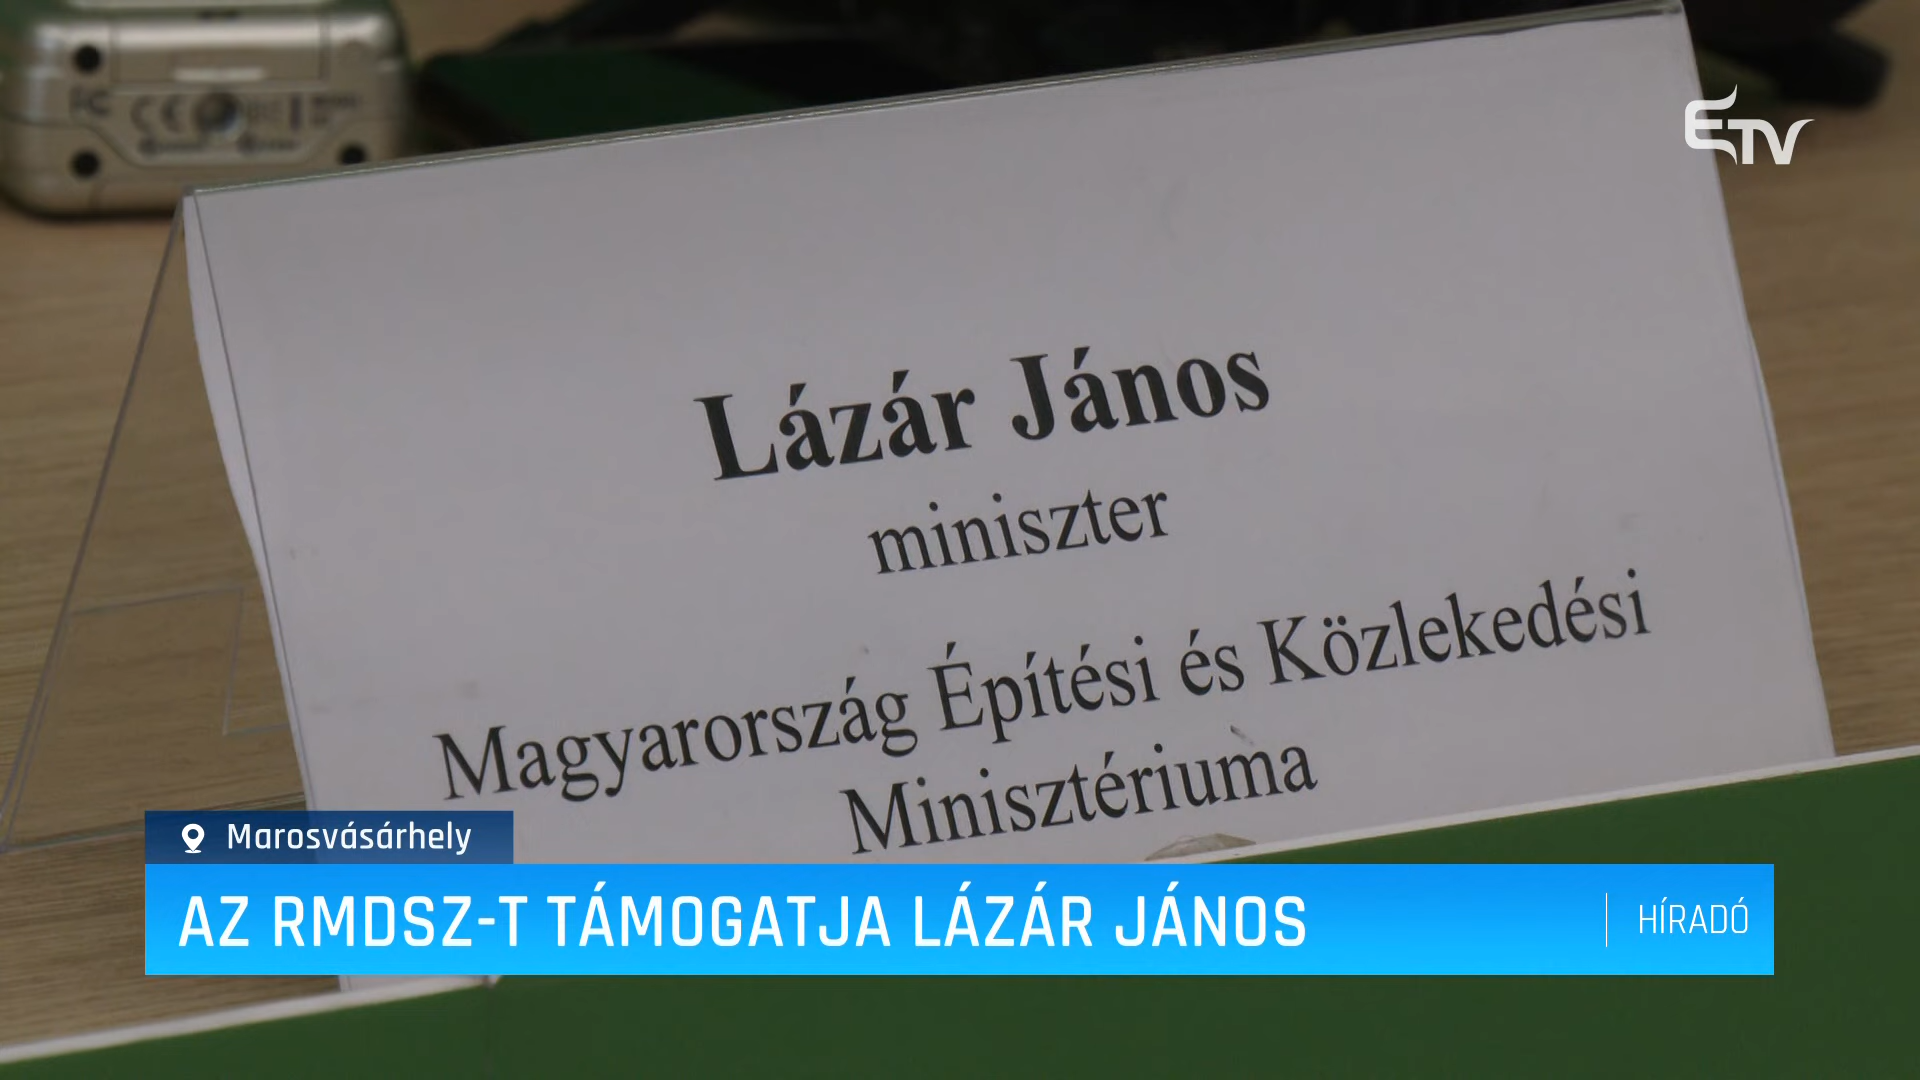 ETV
Lázár János
miniszter
Magyarország Építési és Közlekedési
Minisztériuma
Marosvásárhely
AZ RMDSZ-T TÁMOGATJA LÁZÁR JÁNOS
HÍRADÓ